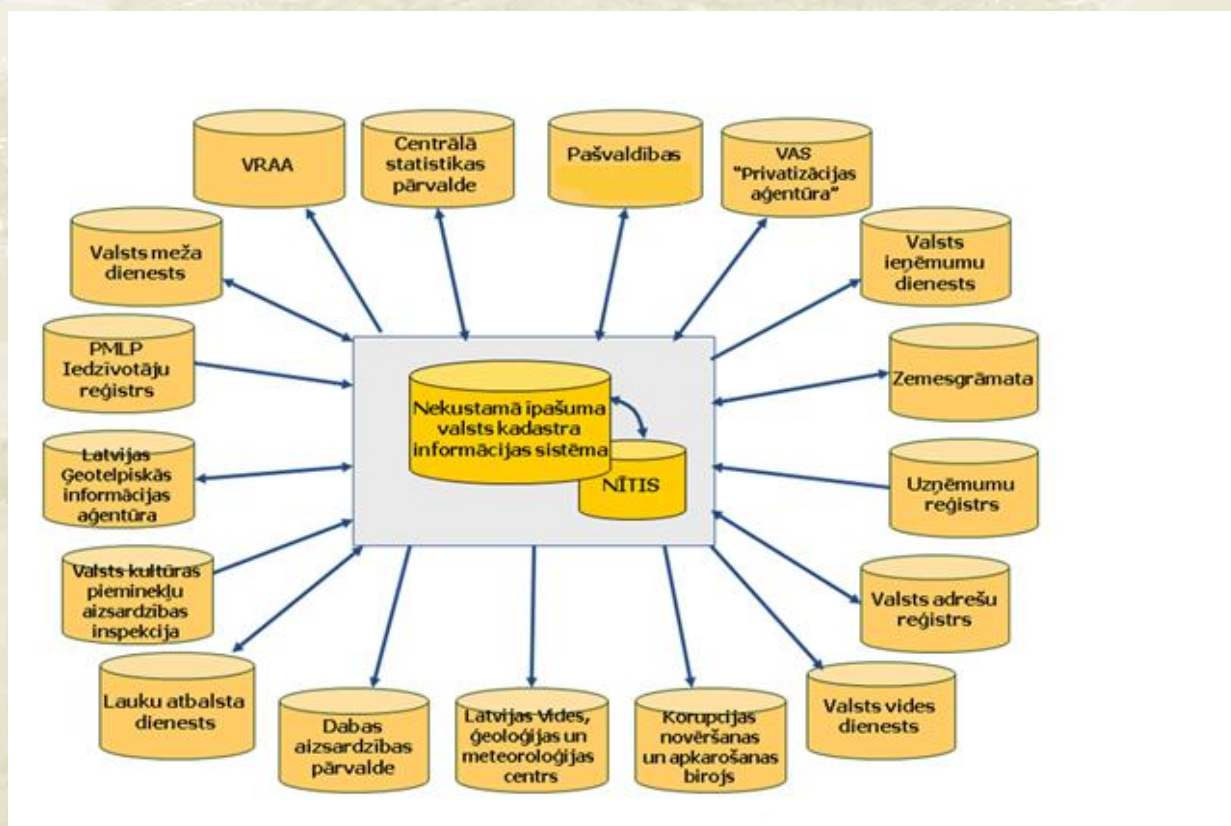 VRAA
Centrālā
statistikas
pārvalde
Pašvaldības
VAS
"Privatizācijas
aģentūra"
Valsts meža
dienests
Valsts
ieņēmumu
dienests
PMLP
Iedzīvotāju
reģistrs
Zemesgrāmata
Nekustamā īpašuma
valsts kadastra
informācijas sistēma
NĪTIS
Latvijas
Ģeotelpiskās
informācijas
aģentūra
Uzņēmumu
reģistrs
Valsts kultūras
pieminekļu
aizsardzības
inspekcija
Valsts adrešu
reģistrs
Lauku atbalsta
dienests
Dabas
aizsardzības
pārvalde
Latvijas Vides,
ģeoloģijas un
meteoroloģijas
centrs
Korupcijas
novēršanas
un apkarošanas
birojs
Valsts vides
dienests